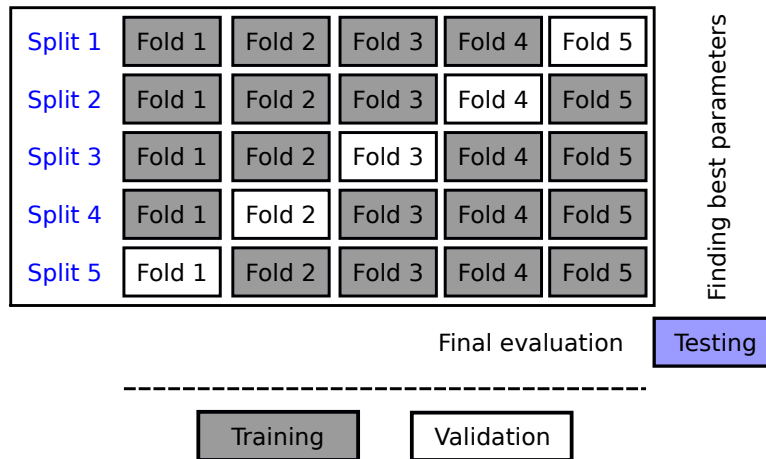 Split 1 Fold 1 Fold 2 Fold 3 Fold 4 Fold 5
Split 2 Fold 1 Fold 2 Fold 3 Fold 4 Fold 5
Split 3 Fold 1 Fold 2 Fold 3 Fold 4 Fold 5
Split 4 Fold 1 Fold 2 Fold 3 Fold 4 Fold 5
Split 5 Fold 1 Fold 2 Fold 3 Fold 4 Fold 5
Finding best parameters
Final evaluation Testing
Training Validation